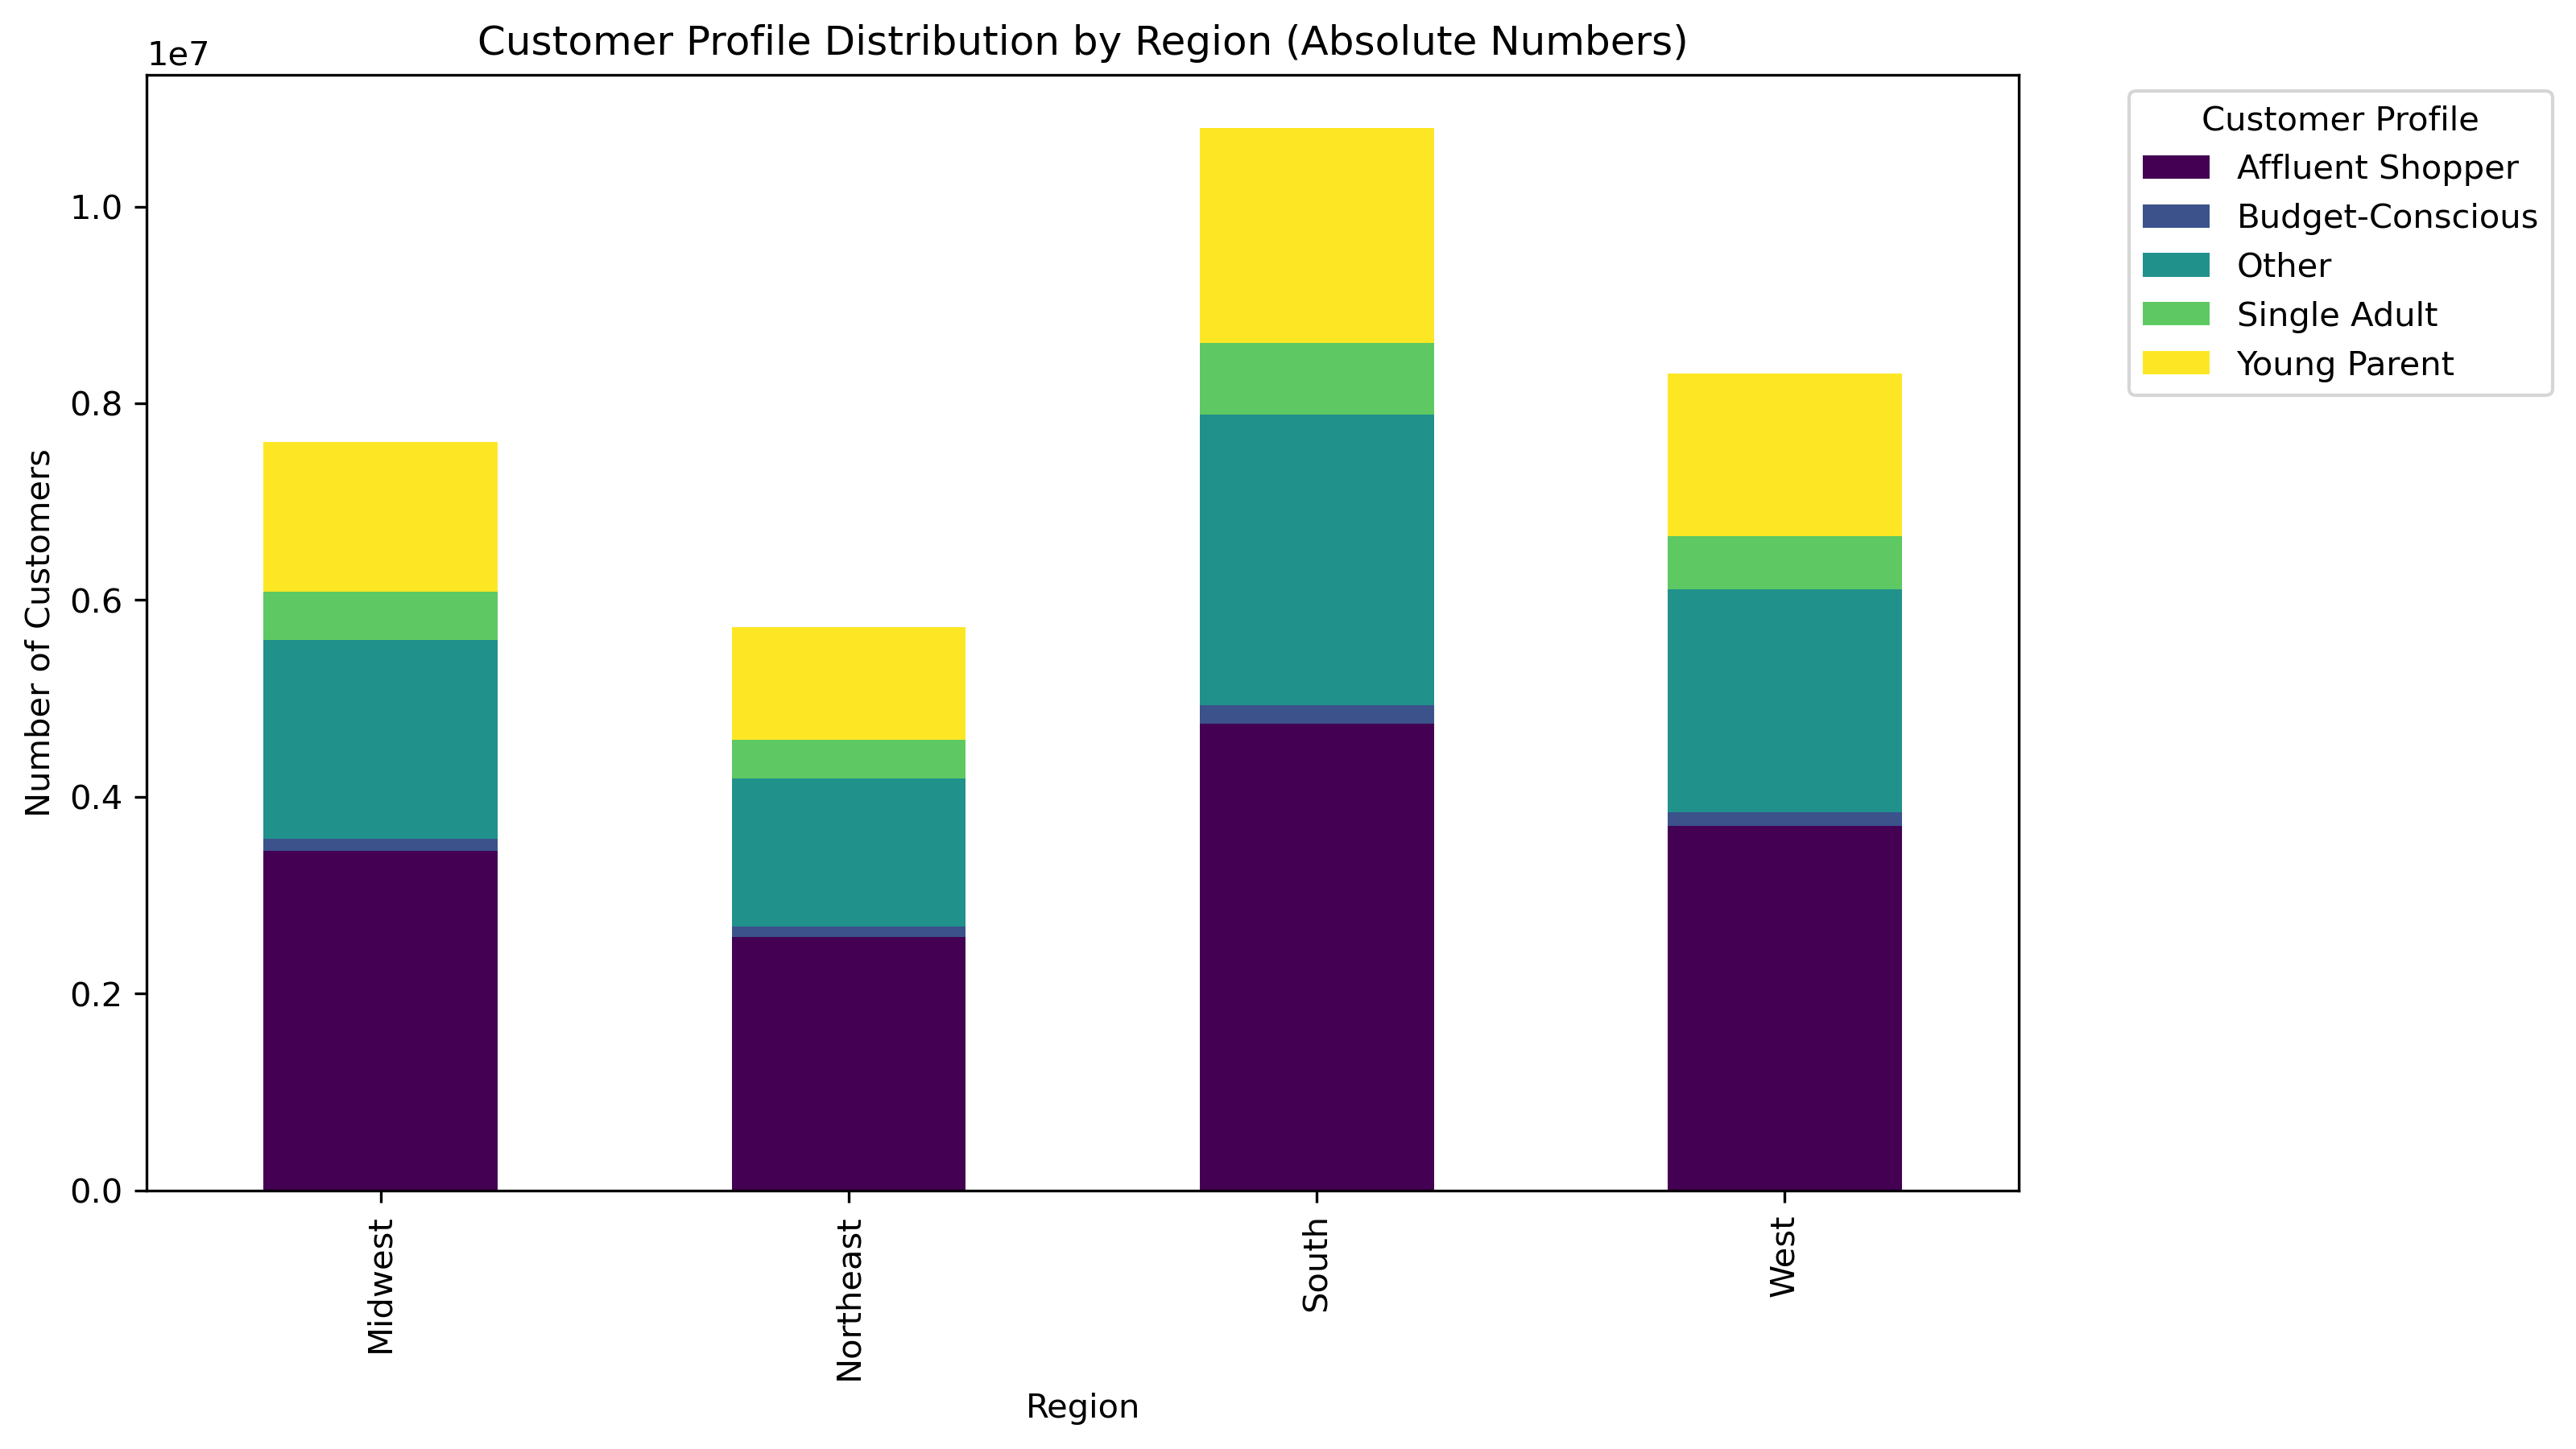 Customer Profile Distribution by Region (Absolute Numbers)
1e7
1.0
0.8
0.6
0.4
0.2
0.0
Number of Customers
Midwest
Northeast
South
West
Region
Customer Profile
Affluent Shopper
Budget-Conscious
Other
Single Adult
Young Parent